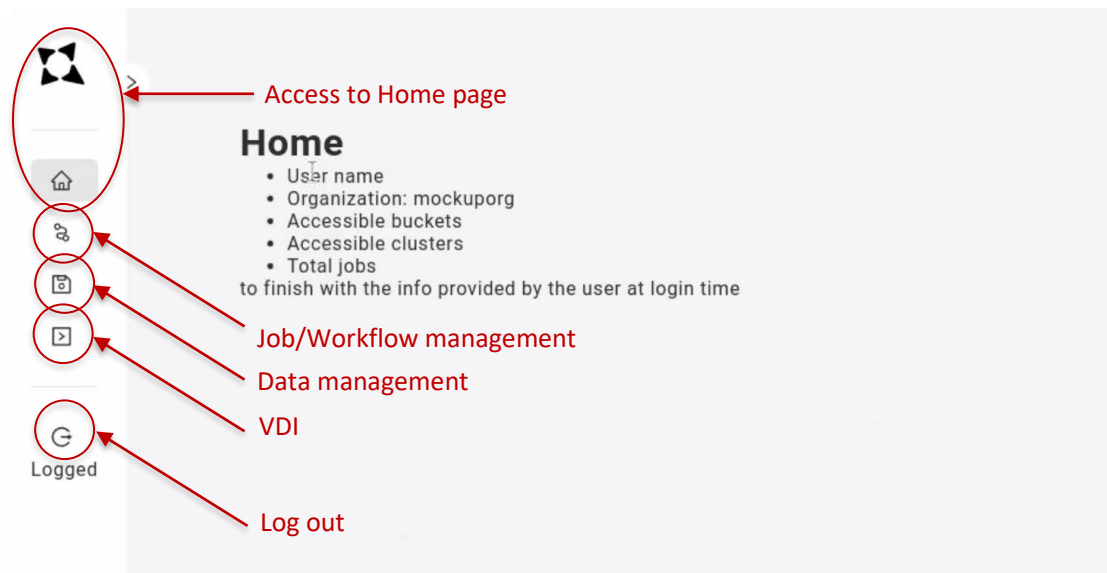 Access to Home page
Home
• User name
• Organization: mockuporg
• Accessible buckets
• Accessible clusters
• Total jobs
to finish with the info provided by the user at login time
Job/Workflow management
Data management
VDI
Logged
Log out